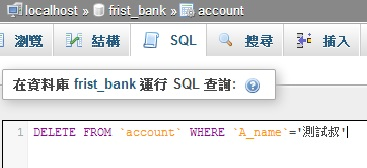 localhost » frist_bank » account
瀏覽 結構 SQL 搜尋 插入
在資料庫 frist_bank 運行 SQL 查詢:
1 DELETE FROM `account` WHERE `A_name`='測試叔'